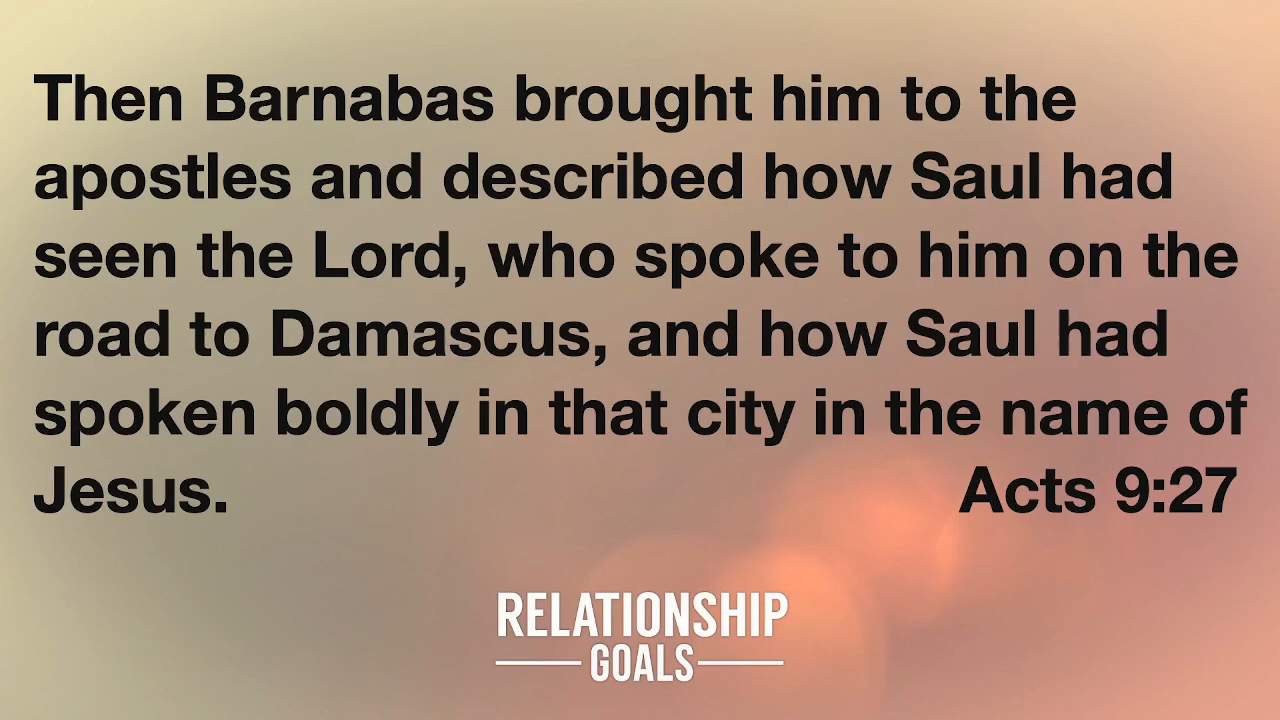 Then Barnabas brought him to the
apostles and described how Saul had
seen the Lord, who spoke to him on the
road to Damascus, and how Saul had
spoken boldly in that city in the name of
Jesus. Acts 9:27
RELATIONSHIP
GOALS